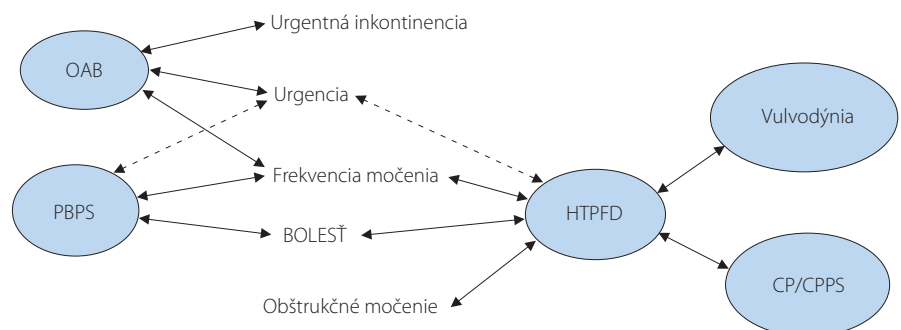 Urgentná inkontinencia
OAB
Urgencia
Vulvodýnia
Frekvencia močenia
PBPS
HTPFD
BOLESŤ
CP/CPPS
Obštrukčné močenie